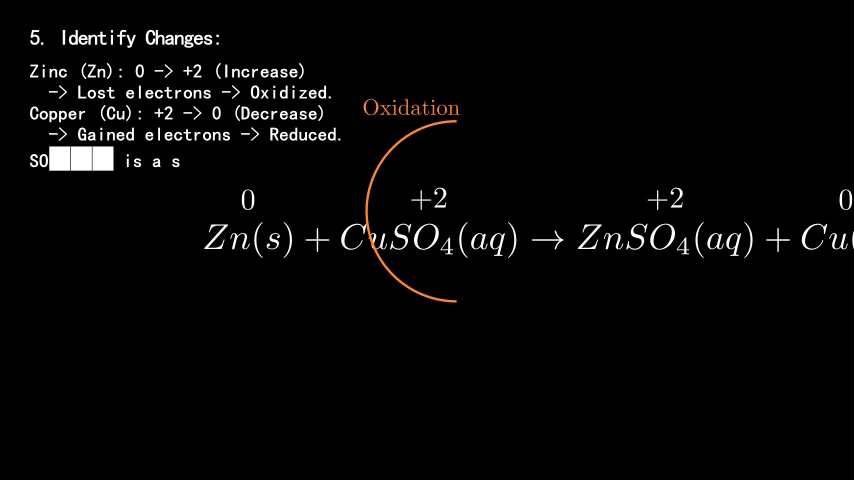 5. Identify Changes:
Zinc (Zn): 0 -> +2 (Increase)
-> Lost electrons -> Oxidized.
Copper (Cu): +2 -> 0 (Decrease)
-> Gained electrons -> Reduced.
SO is a s
Oxidation
0 +2 +2 0
Zn(s) + CuSO₄(aq) → ZnSO₄(aq) + Cu(